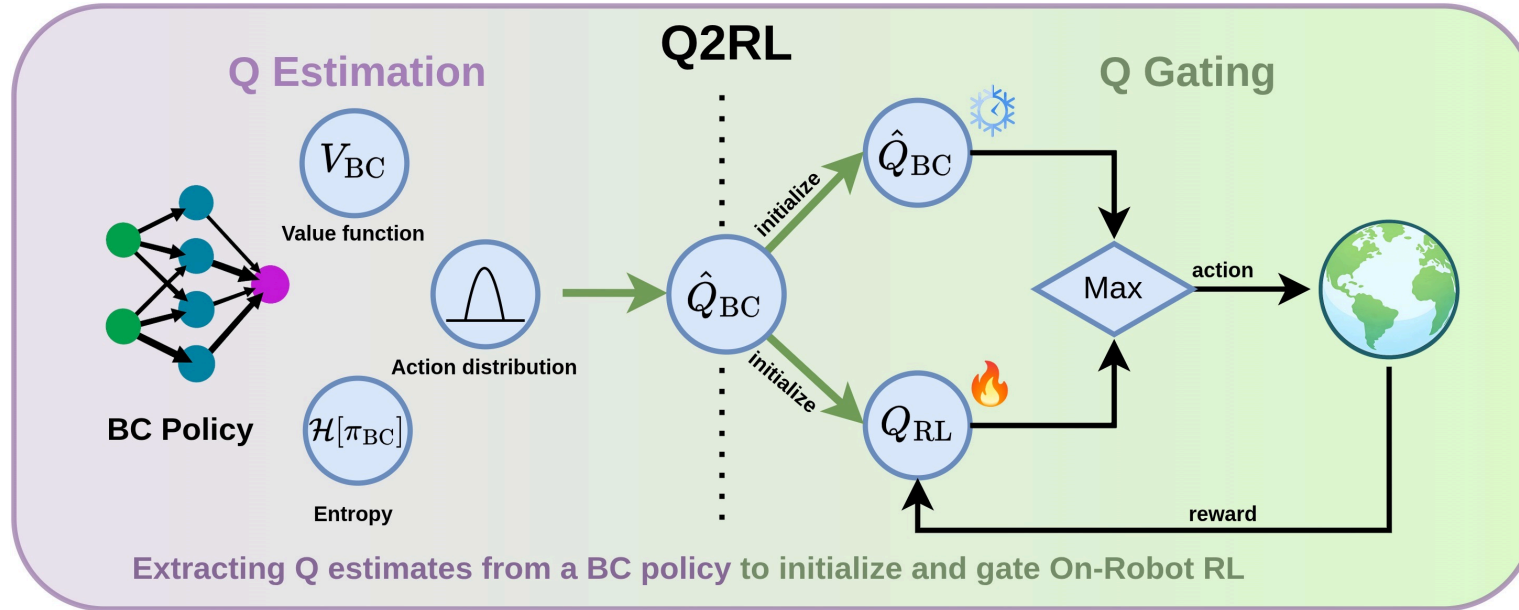 Q2RL
Q Estimation
Q Gating
V_BC
Value function
Action distribution
BC Policy
ℋ[π_BC]
Entropy
Q̂_BC
initialize
initialize
Q̂_BC
Q_RL
Max
action
reward
Extracting Q estimates from a BC policy to initialize and gate On-Robot RL